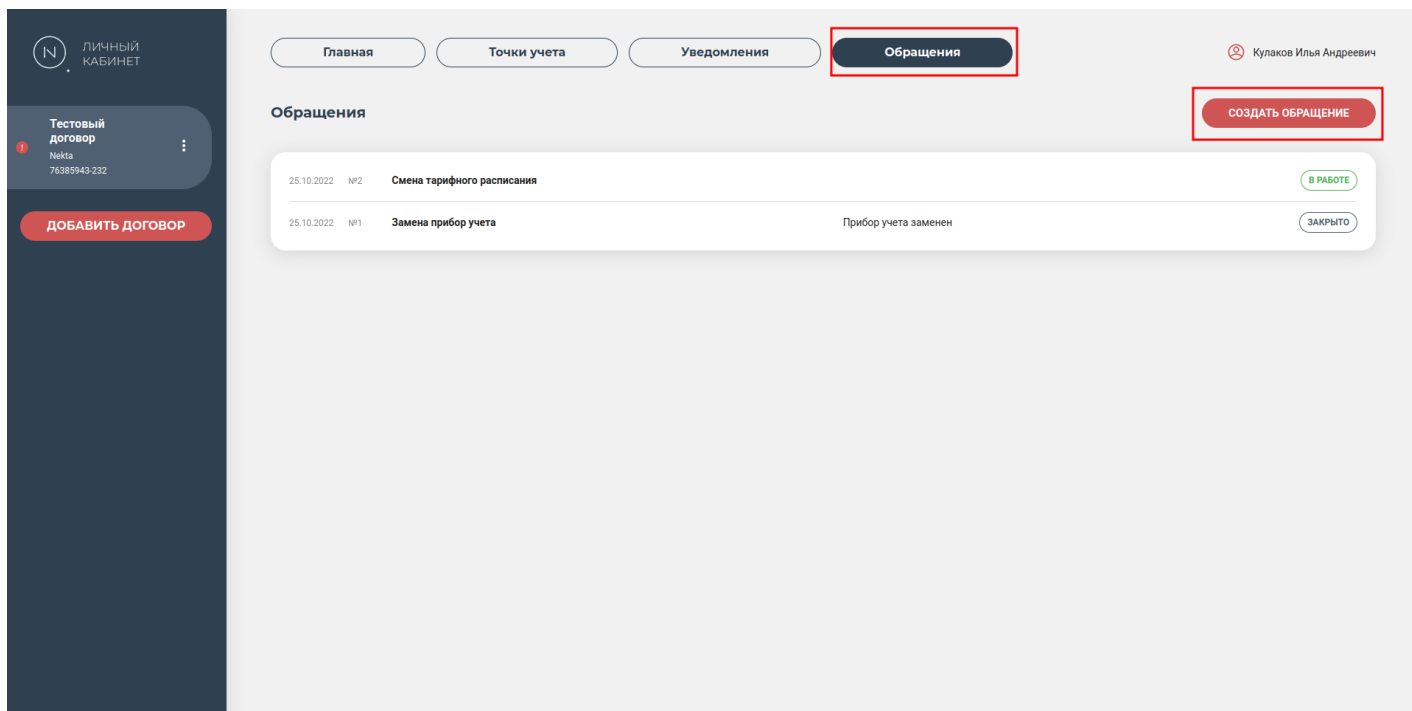 ЛИЧНЫЙ
КАБИНЕТ
Главная
Точки учета
Уведомления
Обращения
Кулаков Илья Андреевич
Тестовый
договор
Nekta
76385943-232
ДОБАВИТЬ ДОГОВОР
Обращения
СОЗДАТЬ ОБРАЩЕНИЕ
25.10.2022 №2 Смена тарифного расписания В РАБОТЕ
25.10.2022 №1 Замена прибор учета Прибор учета заменен ЗАКРЫТО